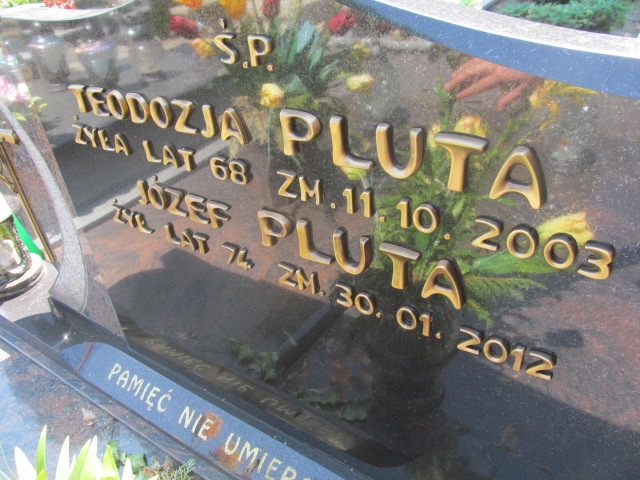 Ś.P.
TEODOZJA PLUTA
ŻYŁA LAT 68 ZM. 11. 10. 2003
JÓZEF PLUTA
ŻYŁ LAT 74, ZM. 30. 01. 2012
PAMIĘĆ NIE